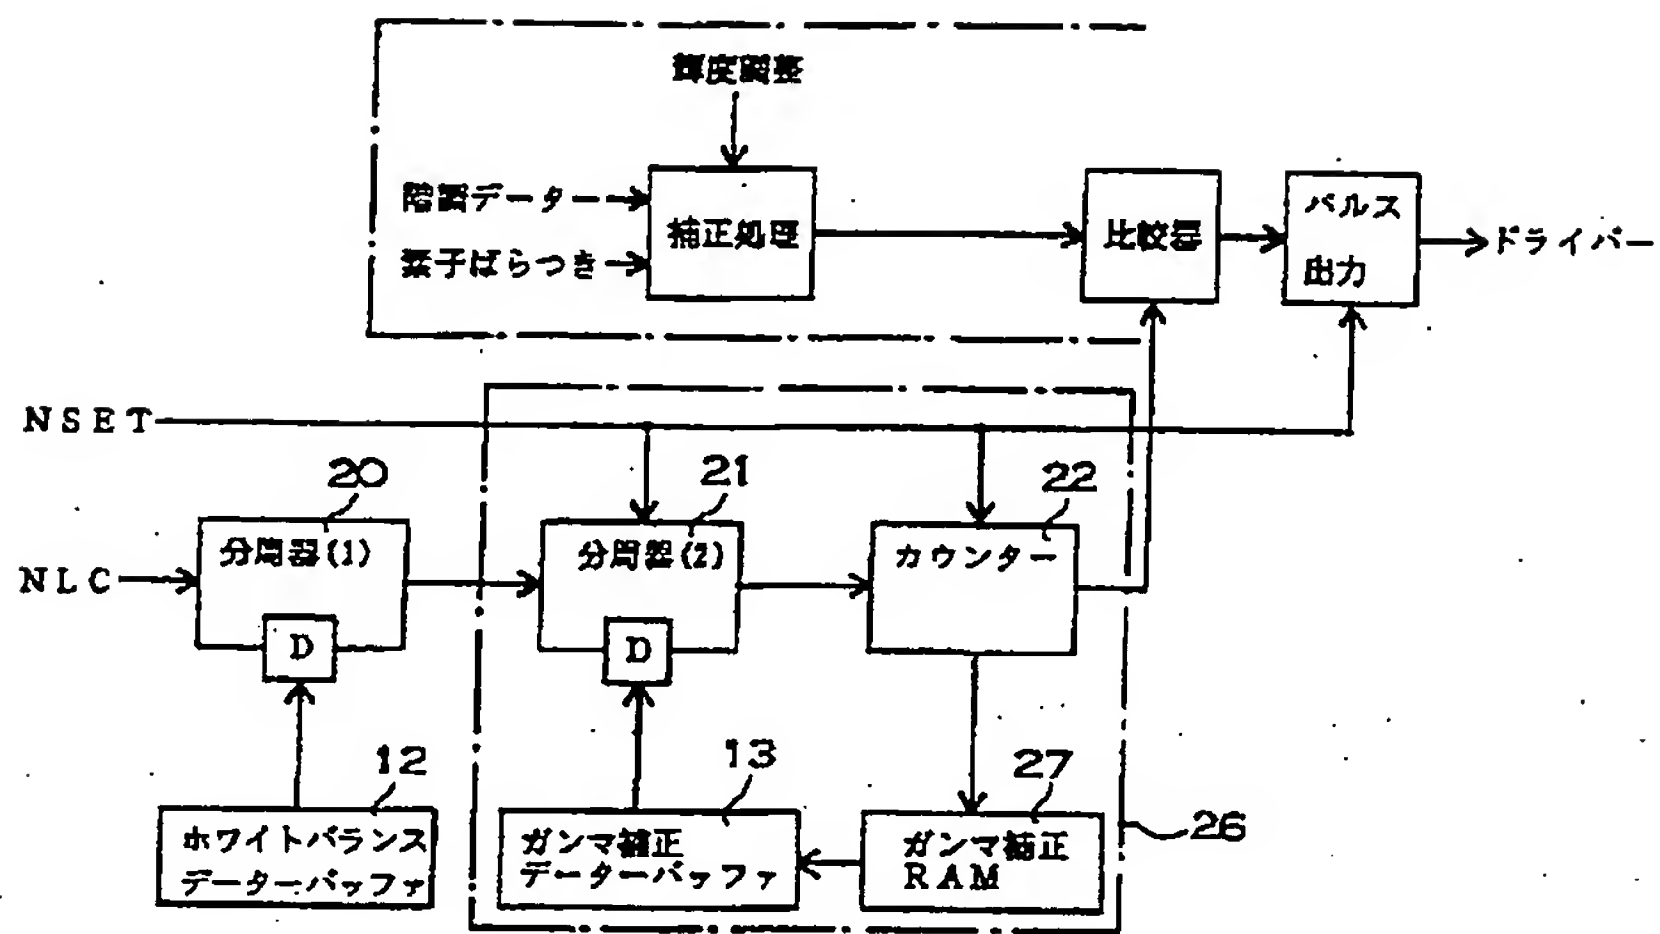 輝度調整
階調データー
素子ばらつき
補正処理
比較器
パルス
出力
ドライバー
NSET
20
21
22
分周器(1)
分周器(2)
カウンター
NLC
D
D
12
13
27
26
ホワイトバランス
データーバッファ
ガンマ補正
データーバッファ
ガンマ補正
RAM